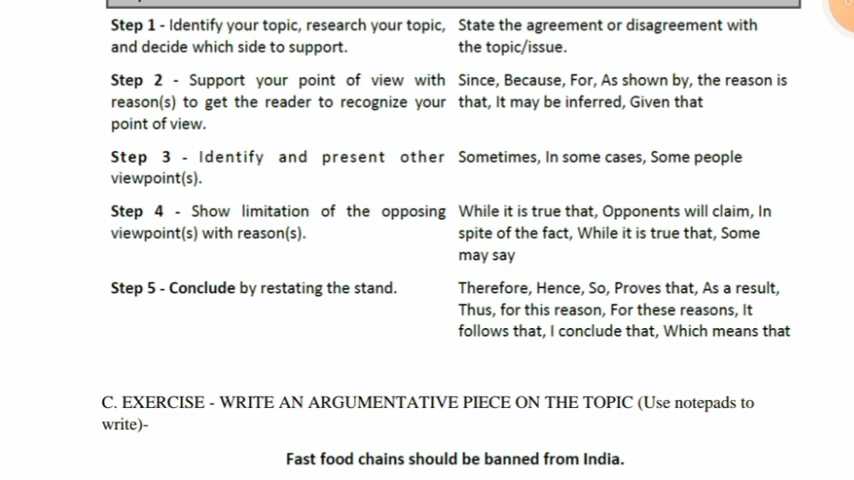 Step 1 - Identify your topic, research your topic, and decide which side to support.
State the agreement or disagreement with the topic/issue.
Step 2 - Support your point of view with reason(s) to get the reader to recognize your point of view.
Since, Because, For, As shown by, the reason is that, It may be inferred, Given that
Step 3 - Identify and present other viewpoint(s).
Sometimes, In some cases, Some people
Step 4 - Show limitation of the opposing viewpoint(s) with reason(s).
While it is true that, Opponents will claim, In spite of the fact, While it is true that, Some may say
Step 5 - Conclude by restating the stand.
Therefore, Hence, So, Proves that, As a result, Thus, for this reason, For these reasons, It follows that, I conclude that, Which means that
C. EXERCISE - WRITE AN ARGUMENTATIVE PIECE ON THE TOPIC (Use notepads to write)-
Fast food chains should be banned from India.